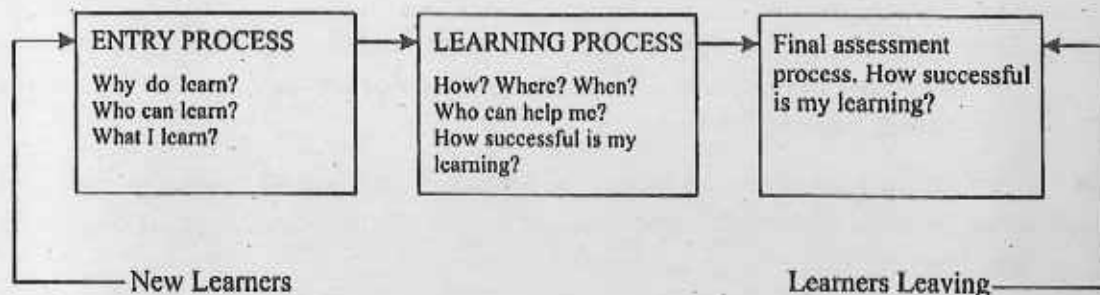 ENTRY PROCESS
Why do learn?
Who can learn?
What I learn?
LEARNING PROCESS
How? Where? When?
Who can help me?
How successful is my
learning?
Final assessment
process. How successful
is my learning?
New Learners
Learners Leaving